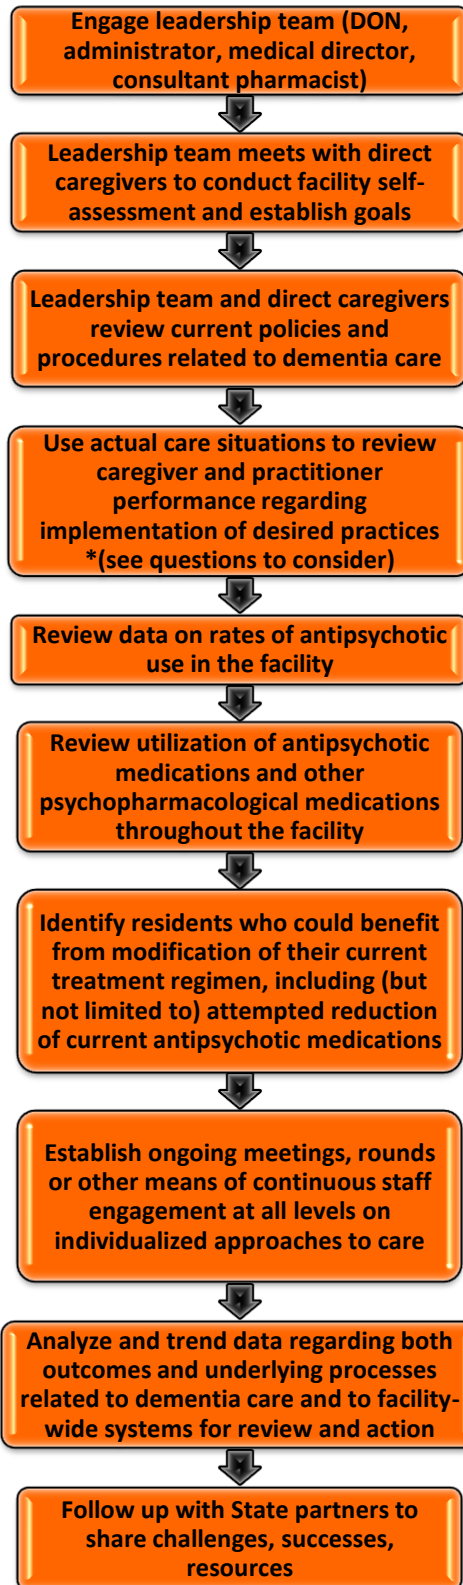 Engage leadership team (DON,
administrator, medical director,
consultant pharmacist)
Leadership team meets with direct
caregivers to conduct facility self-
assessment and establish goals
Leadership team and direct caregivers
review current policies and
procedures related to dementia care
Use actual care situations to review
caregiver and practitioner
performance regarding
implementation of desired practices
*(see questions to consider)
Review data on rates of antipsychotic
use in the facility
Review utilization of antipsychotic
medications and other
psychopharmacological medications
throughout the facility
Identify residents who could benefit
from modification of their current
treatment regimen, including (but
not limited to) attempted reduction
of current antipsychotic medications
Establish ongoing meetings, rounds
or other means of continuous staff
engagement at all levels on
individualized approaches to care
Analyze and trend data regarding both
outcomes and underlying processes
related to dementia care and to facility-
wide systems for review and action
Follow up with State partners to
share challenges, successes,
resources